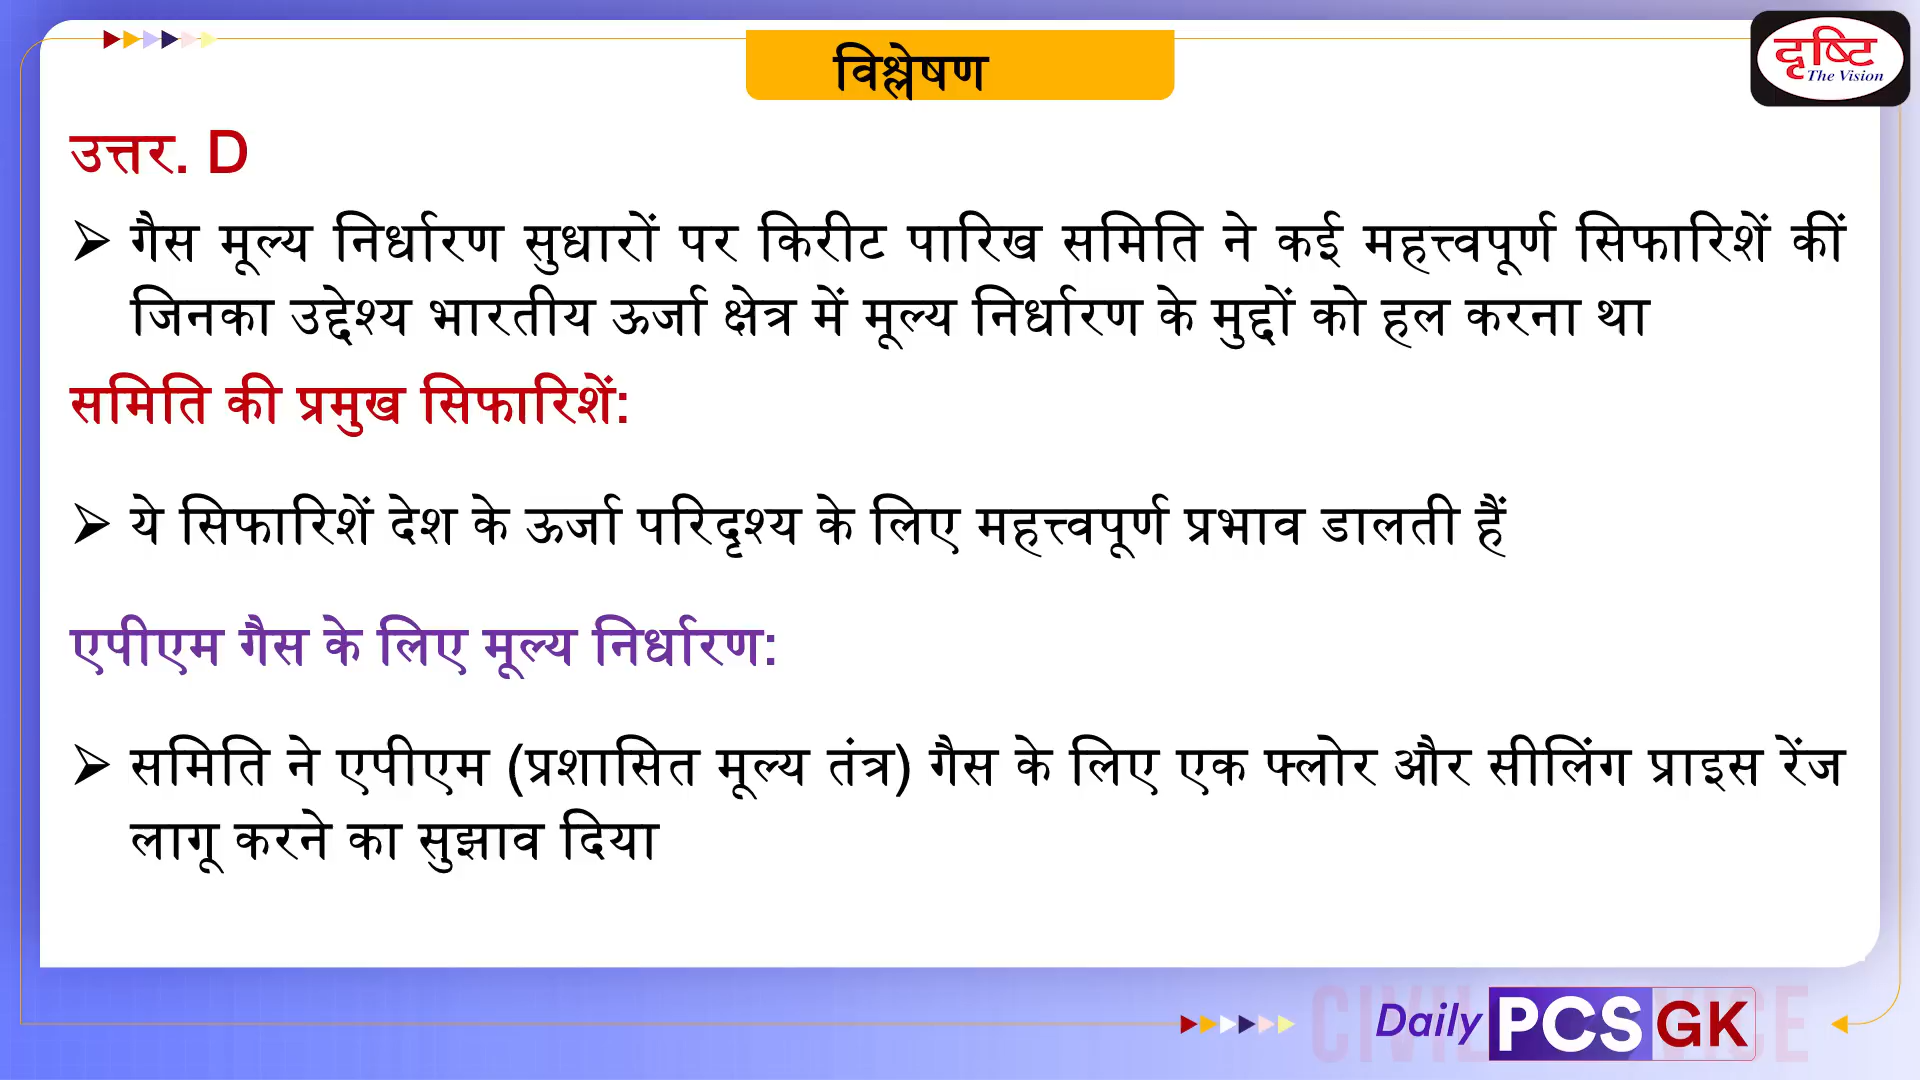 विश्लेषण
दृष्टि
The Vision
उत्तर. D
➢ गैस मूल्य निर्धारण सुधारों पर किरीट पारिख समिति ने कई महत्त्वपूर्ण सिफारिशें कीं
जिनका उद्देश्य भारतीय ऊर्जा क्षेत्र में मूल्य निर्धारण के मुद्दों को हल करना था
समिति की प्रमुख सिफारिशें:
➢ ये सिफारिशें देश के ऊर्जा परिदृश्य के लिए महत्त्वपूर्ण प्रभाव डालती हैं
एपीएम गैस के लिए मूल्य निर्धारण:
➢ समिति ने एपीएम (प्रशासित मूल्य तंत्र) गैस के लिए एक फ्लोर और सीलिंग प्राइस रेंज
लागू करने का सुझाव दिया
Daily PCS GK